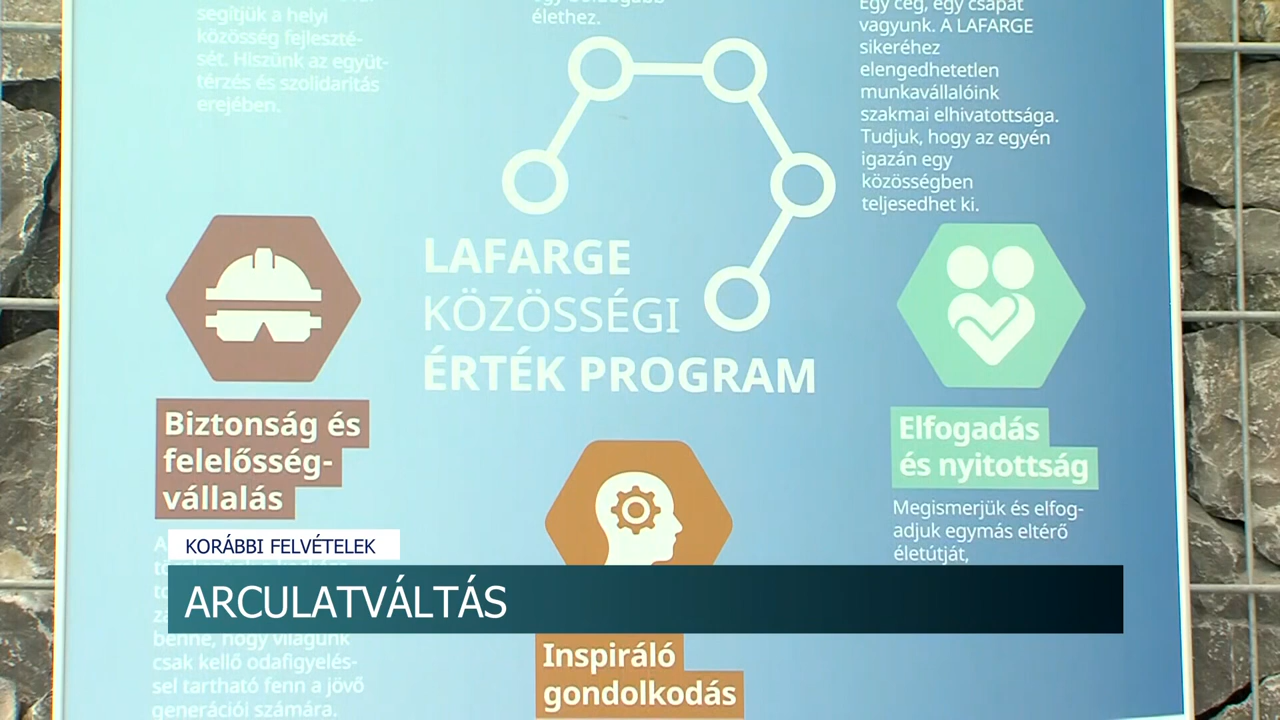 segítjük a helyi
közösség fejleszté-
sét. Hiszünk az együt-
térzés és szolidaritás
erejében.
élethez.
Egy cég, egy csapat
vagyunk. A LAFARGE
sikeréhez
elengedhetetlen
munkavállalóink
szakmai elhivatottsága.
Tudjuk, hogy az egyén
igazán egy
közösségben
teljesedhet ki.
LAFARGE
KÖZÖSSÉGI
ÉRTÉK PROGRAM
Biztonság és
felelősség-
vállalás
Elfogadás
és nyitottság
Megismerjük és elfog-
adjuk egymás eltérő
életútját,
KORÁBBI FELVÉTELEK
ARCULATVÁLTÁS
benne, hogy világunk
csak kellő odafigyelés-
sel tartható fenn a jövő
generációi számára.
Inspiráló
gondolkodás